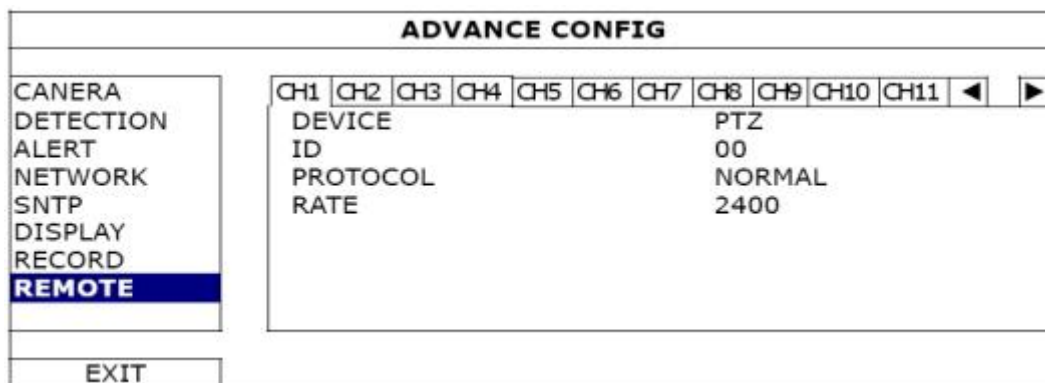 ADVANCE CONFIG
CANERA
DETECTION
ALERT
NETWORK
SNTP
DISPLAY
RECORD
REMOTE
CH1 CH2 CH3 CH4 CH5 CH6 CH7 CH8 CH9 CH10 CH11 ◀ ▶
DEVICE PTZ
ID 00
PROTOCOL NORMAL
RATE 2400
EXIT